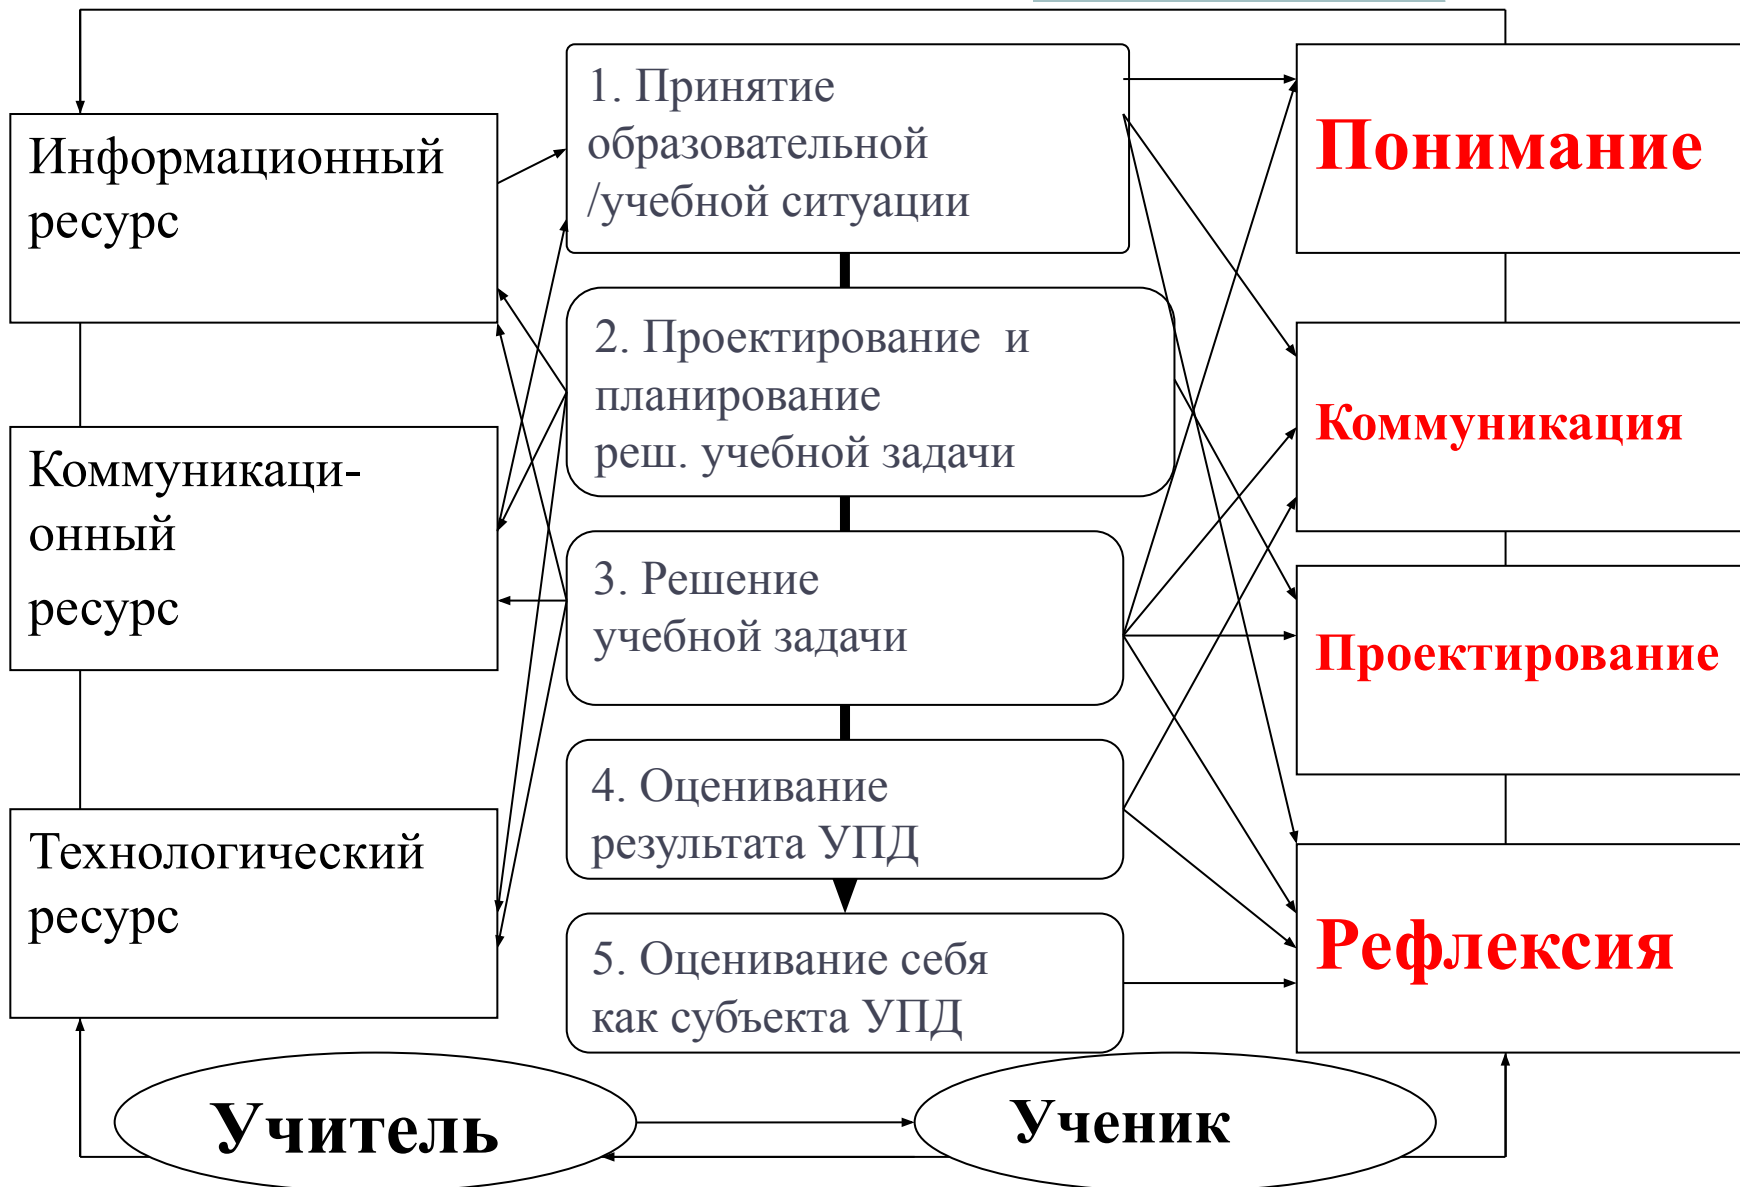 Информационный
ресурс
Коммуникаци-
онный
ресурс
Технологический
ресурс
1. Принятие
образовательной
/учебной ситуации
2. Проектирование и
планирование
реш. учебной задачи
3. Решение
учебной задачи
4. Оценивание
результата УПД
5. Оценивание себя
как субъекта УПД
Понимание
Коммуникация
Проектирование
Рефлексия
Учитель
Ученик